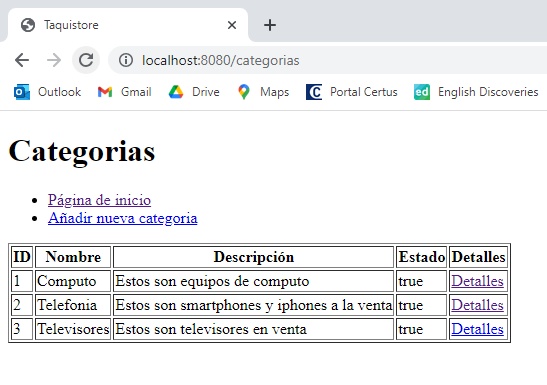 Taquistore
localhost:8080/categorias
Outlook Gmail Drive Maps Portal Certus ed English Discoveries
Categorias
Página de inicio
Añadir nueva categoria
ID Nombre Descripción Estado Detalles
1 Computo Estos son equipos de computo true Detalles
2 Telefonia Estos son smartphones y iphones a la venta true Detalles
3 Televisores Estos son televisores en venta true Detalles